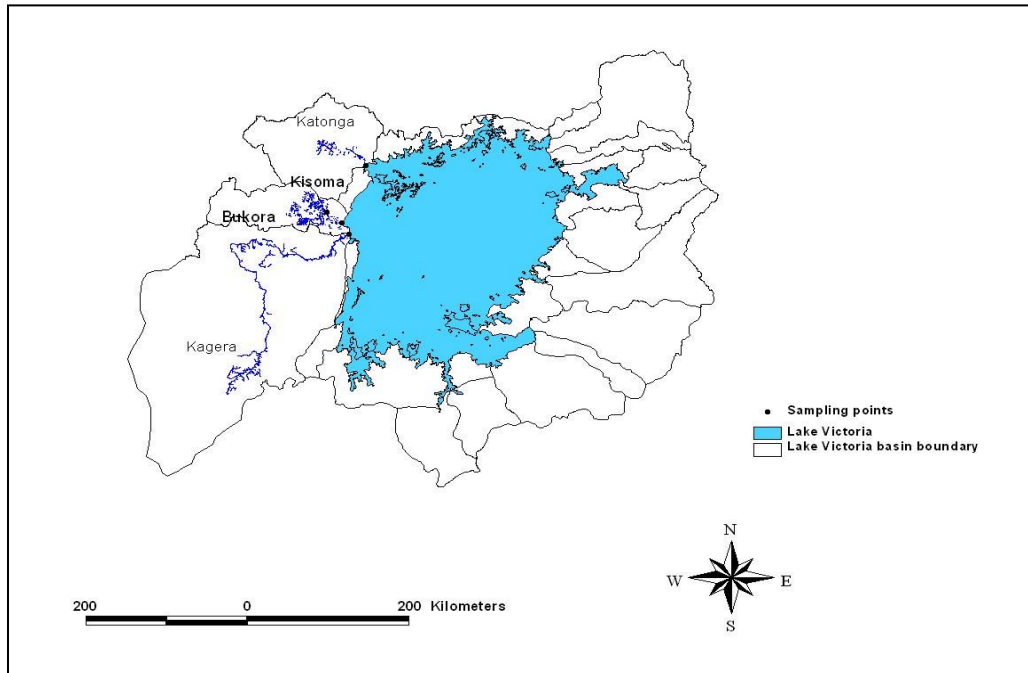 Katonga
Kisoma
Bukora
Kagera
Sampling points
Lake Victoria
Lake Victoria basin boundary
N
W E
S
200 0 200 Kilometers